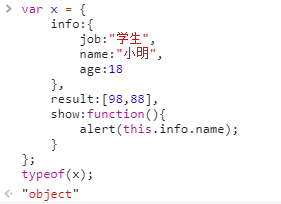 > var x = {
info:{
job:"学生",
name:"小明",
age:18
},
result:[98,88],
show:function(){
alert(this.info.name);
}
};
typeof(x);
"object"